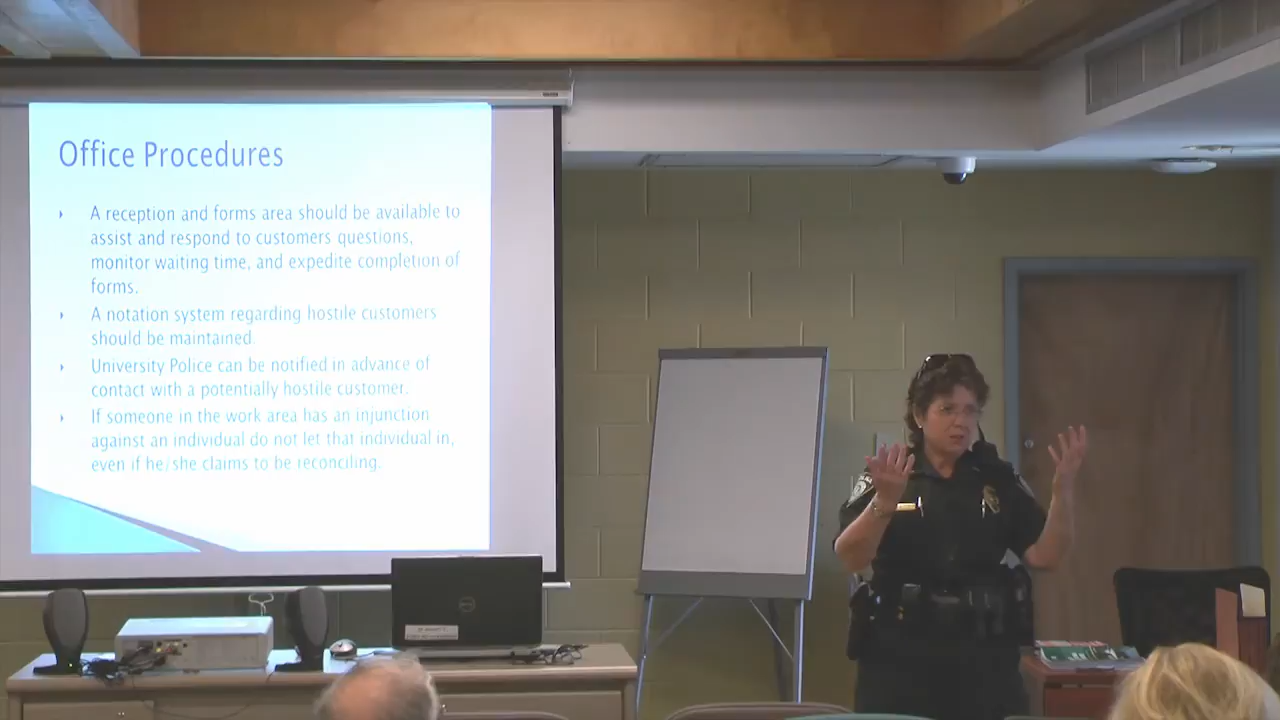 Office Procedures
A reception and forms area should be available to
assist and respond to customers questions,
monitor waiting time, and expedite completion of
forms.
A notation system regarding hostile customers
should be maintained.
University Police can be notified in advance of
contact with a potentially hostile customer.
If someone in the work area has an injunction
against an individual do not let that individual in,
even if he/she claims to be reconciling.
DELL